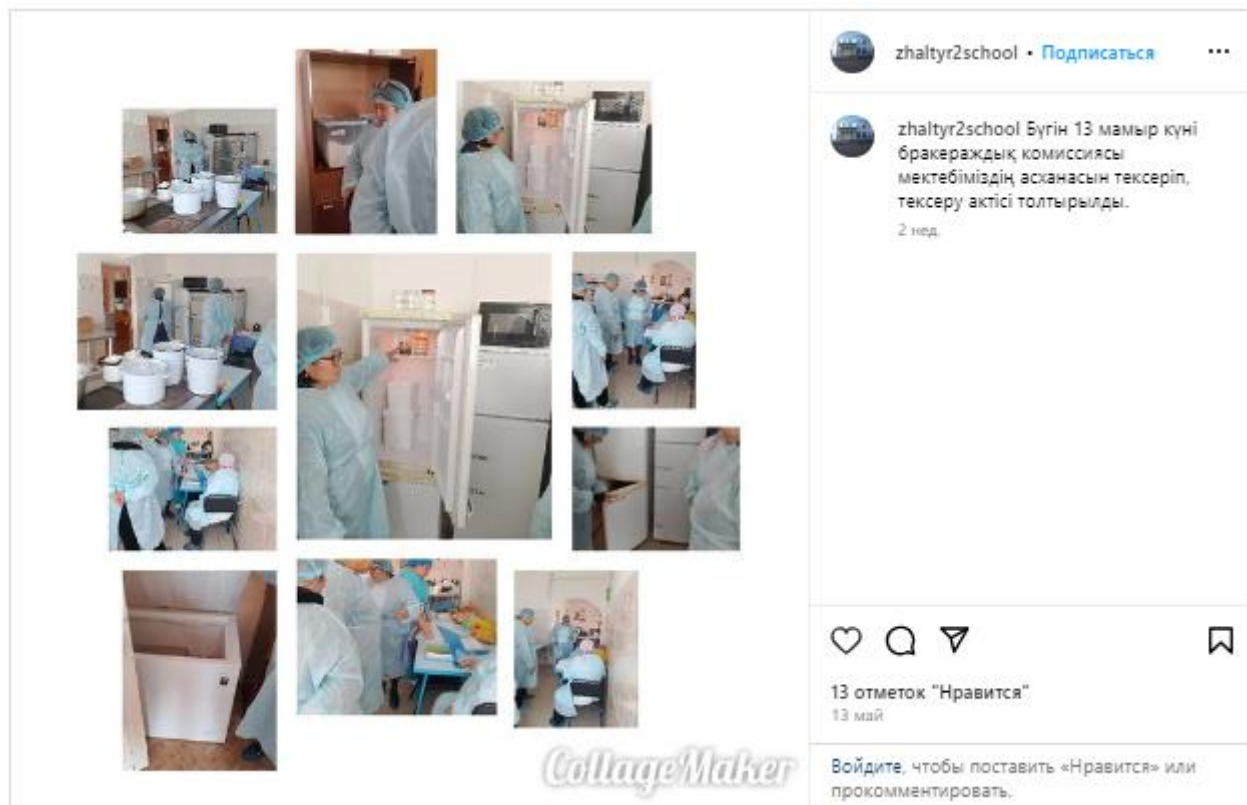 zhaltyr2school • Подписаться
zhaltyr2school Бүгін 13 мамыр күні
бракераждық комиссиясы
мектебіміздің асханасын тексеріп,
тексеру актісі толтырылды.
2 нед.
13 отметок "Нравится"
13 май
Войдите, чтобы поставить «Нравится» или
прокомментировать.
CollageMaker